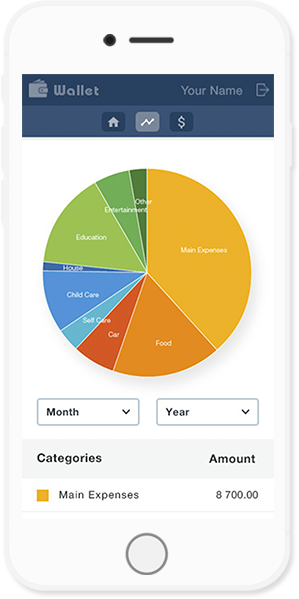 Wallet
Your Name
$
Other
Entertainment
Main Expenses
Education
House
Child Care
Self Care
Car
Food
Month
Year
Categories
Amount
Main Expenses
8 700.00